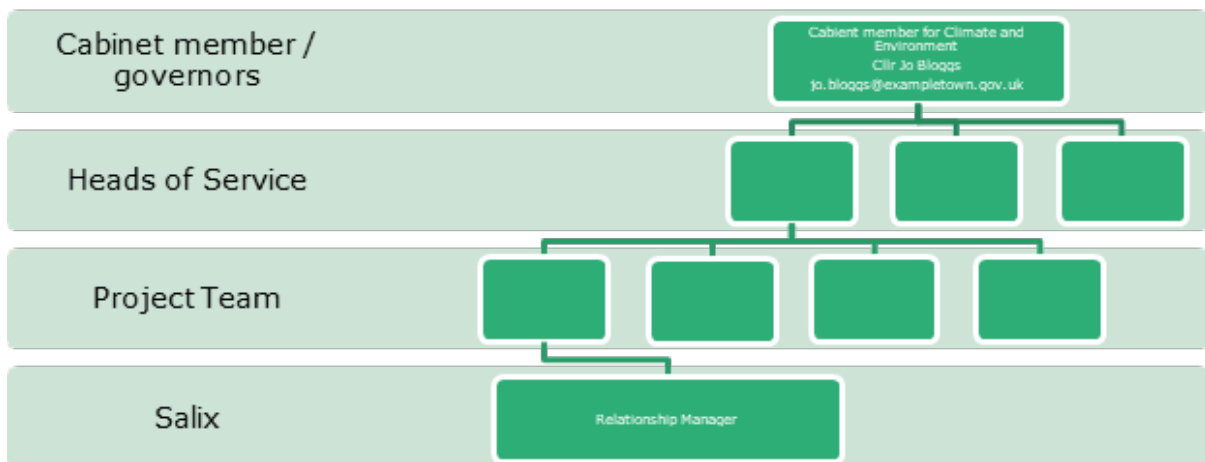 Cabinet member /
governors
Cabient member for Climate and
Environment
Cllr Jo Bloggs
jo.bloggs@exampletown.gov.uk
Heads of Service
Project Team
Salix
Relationship Manager